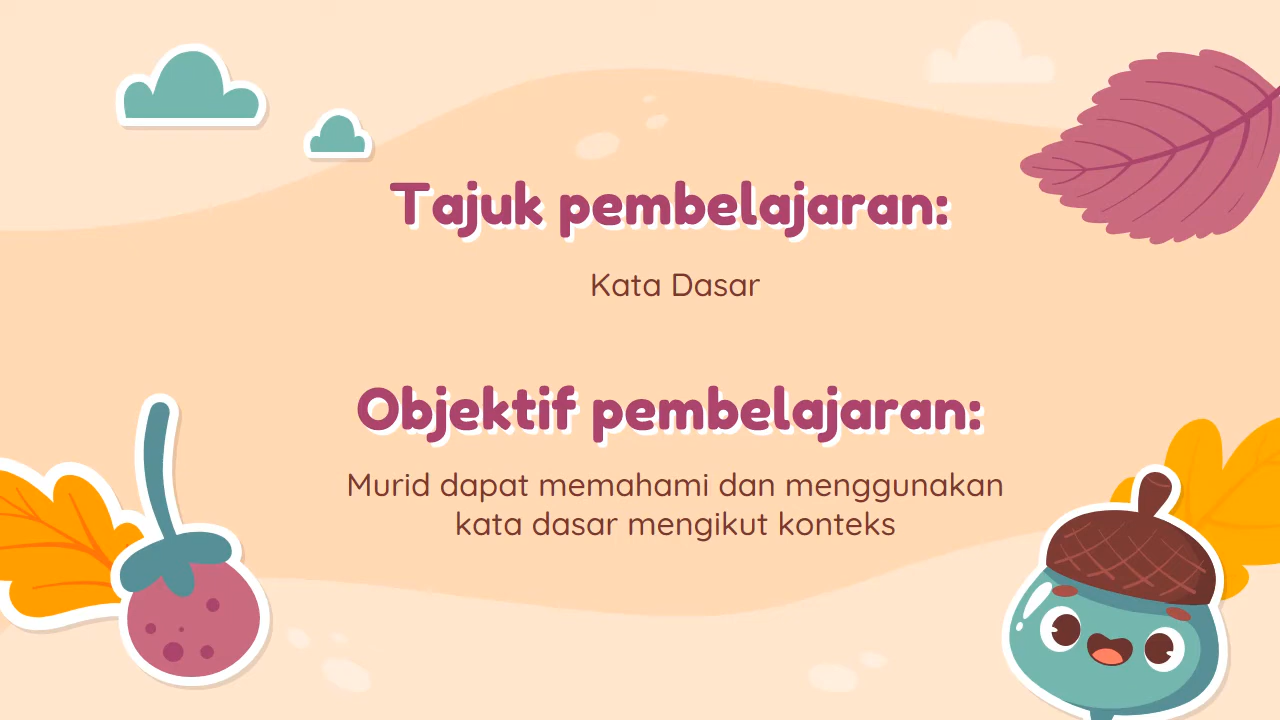 Tajuk pembelajaran:
Kata Dasar
Objektif pembelajaran:
Murid dapat memahami dan menggunakan
kata dasar mengikut konteks